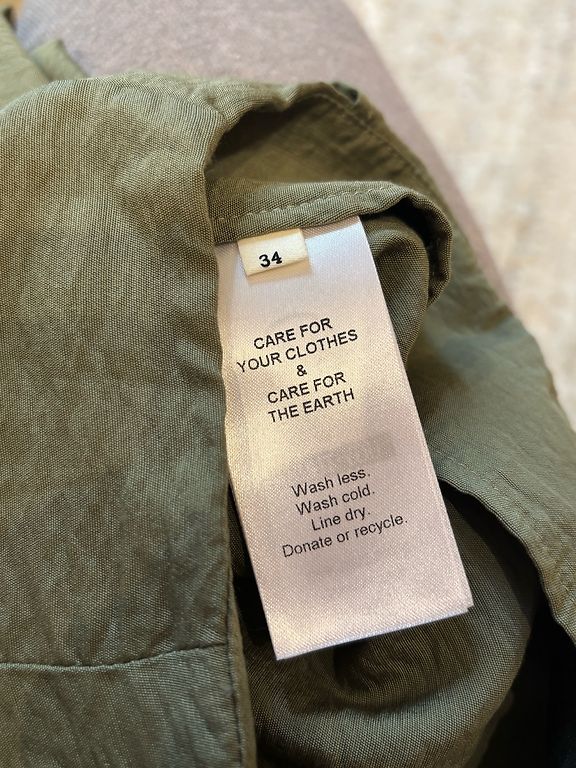 34
CARE FOR
YOUR CLOTHES
&
CARE FOR
THE EARTH
Wash less.
Wash cold.
Line dry.
Donate or recycle.